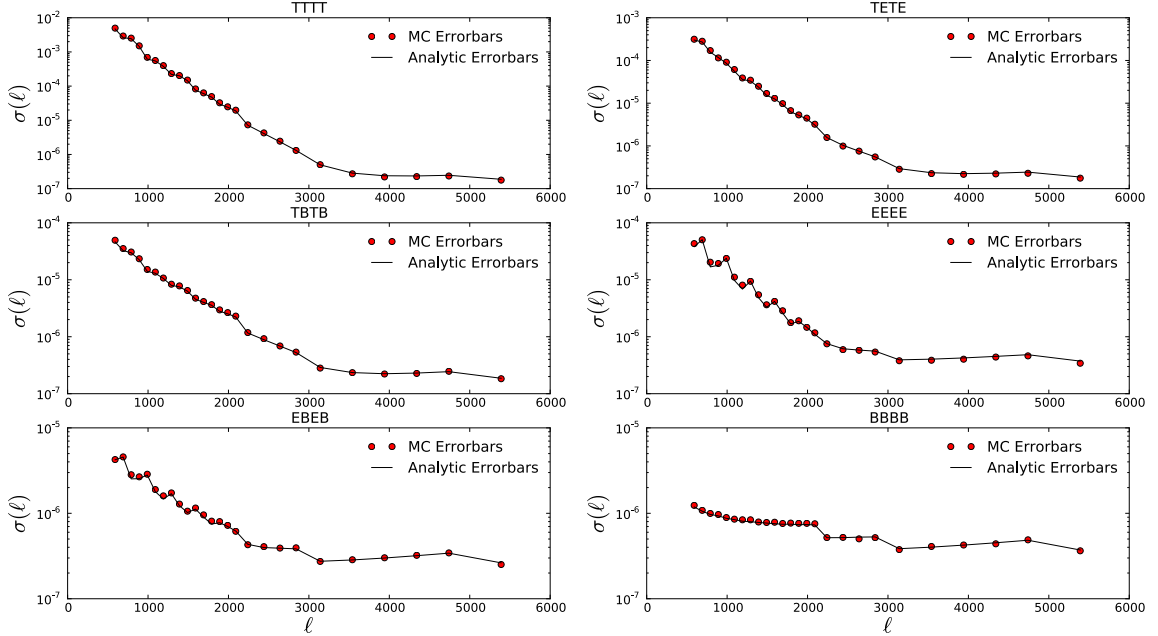 TTTT
σ(ℓ)
10⁻²
10⁻³
10⁻⁴
10⁻⁵
10⁻⁶
10⁻⁷
MC Errorbars
Analytic Errorbars
0 1000 2000 3000 4000 5000 6000
TETE
σ(ℓ)
10⁻²
10⁻³
10⁻⁴
10⁻⁵
10⁻⁶
10⁻⁷
MC Errorbars
Analytic Errorbars
0 1000 2000 3000 4000 5000 6000
TBTB
σ(ℓ)
10⁻⁴
10⁻⁵
10⁻⁶
10⁻⁷
MC Errorbars
Analytic Errorbars
0 1000 2000 3000 4000 5000 6000
EEEE
σ(ℓ)
10⁻⁴
10⁻⁵
10⁻⁶
10⁻⁷
MC Errorbars
Analytic Errorbars
0 1000 2000 3000 4000 5000 6000
EBEB
σ(ℓ)
10⁻⁵
10⁻⁶
10⁻⁷
MC Errorbars
Analytic Errorbars
0 1000 2000 3000 4000 5000 6000
ℓ
BBBB
σ(ℓ)
10⁻⁵
10⁻⁶
10⁻⁷
MC Errorbars
Analytic Errorbars
0 1000 2000 3000 4000 5000 6000
ℓ